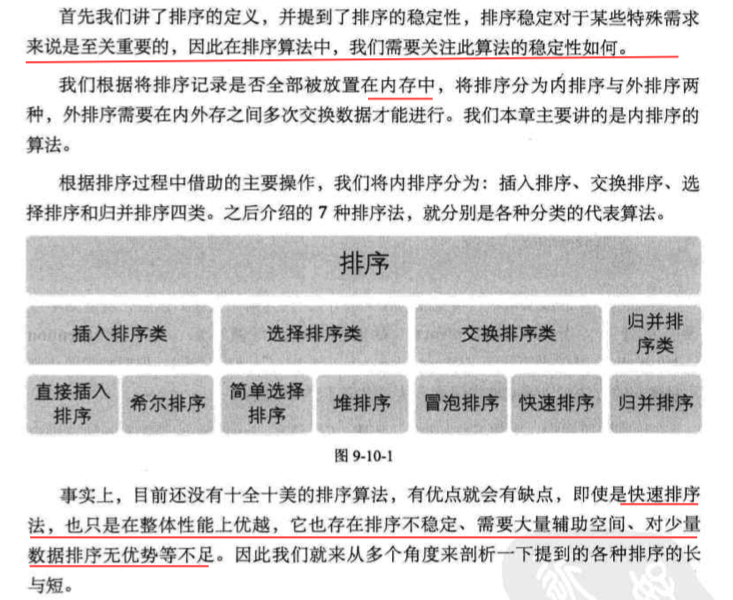 首先我们讲了排序的定义，并提到了排序的稳定性，排序稳定对于某些特殊需求
来说是至关重要的，因此在排序算法中，我们需要关注此算法的稳定性如何。
我们根据将排序记录是否全部被放置在内存中，将排序分为内排序与外排序两
种，外排序需要在内外存之间多次交换数据才能进行。我们本章主要讲的是内排序的
算法。
根据排序过程中借助的主要操作，我们将内排序分为：插入排序、交换排序、选
择排序和归并排序四类。之后介绍的 7 种排序法，就分别是各种分类的代表算法。
排序
插入排序类
选择排序类
交换排序类
归并排
序类
直接插入
排序
希尔排序
简单选择
排序
堆排序
冒泡排序
快速排序
归并排序
图 9-10-1
事实上，目前还没有十全十美的排序算法，有优点就会有缺点，即使是快速排序
法，也只是在整体性能上优越，它也存在排序不稳定、需要大量辅助空间、对少量
数据排序无优势等不足。因此我们就来从多个角度来剖析一下提到的各种排序的长
与短。